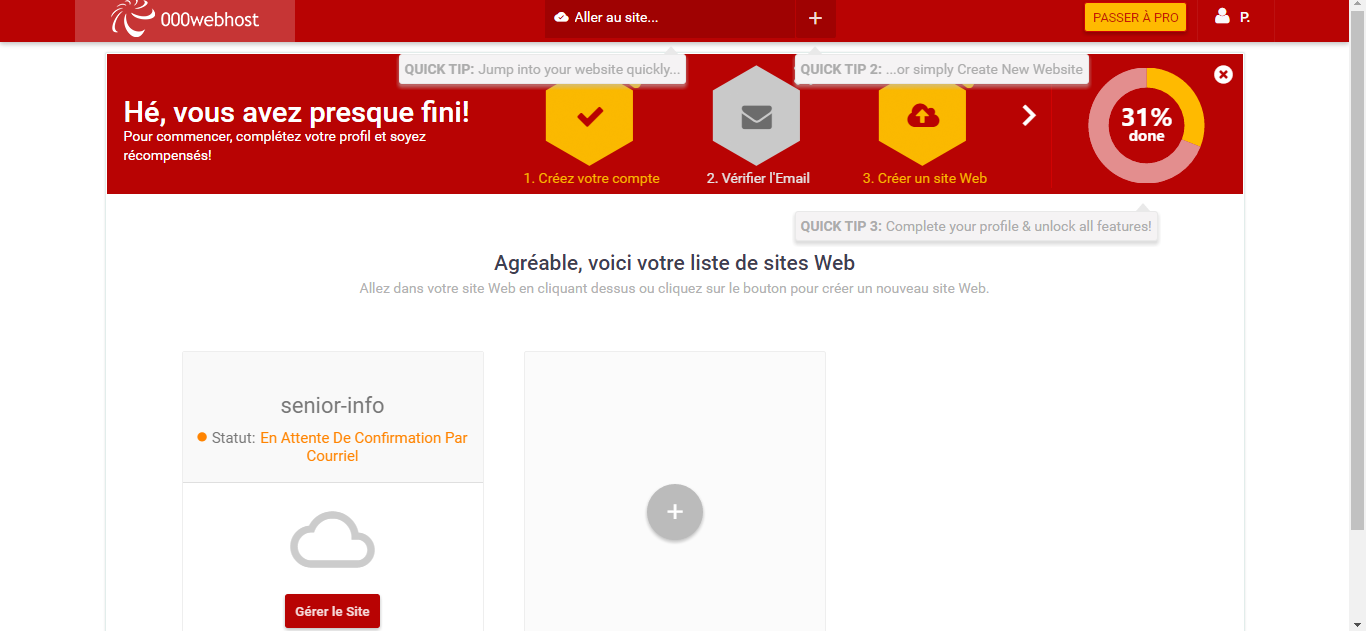 000webhost
Aller au site...
+
PASSER À PRO
P.
QUICK TIP: Jump into your website quickly...
QUICK TIP 2: ...or simply Create New Website
Hé, vous avez presque fini!
Pour commencer, complétez votre profil et soyez
récompensés!
1. Créez votre compte
2. Vérifier l'Email
3. Créer un site Web
31%
done
QUICK TIP 3: Complete your profile & unlock all features!
Agréable, voici votre liste de sites Web
Allez dans votre site Web en cliquant dessus ou cliquez sur le bouton pour créer un nouveau site Web.
senior-info
Statut: En Attente De Confirmation Par
Courriel
+
Gérer le Site